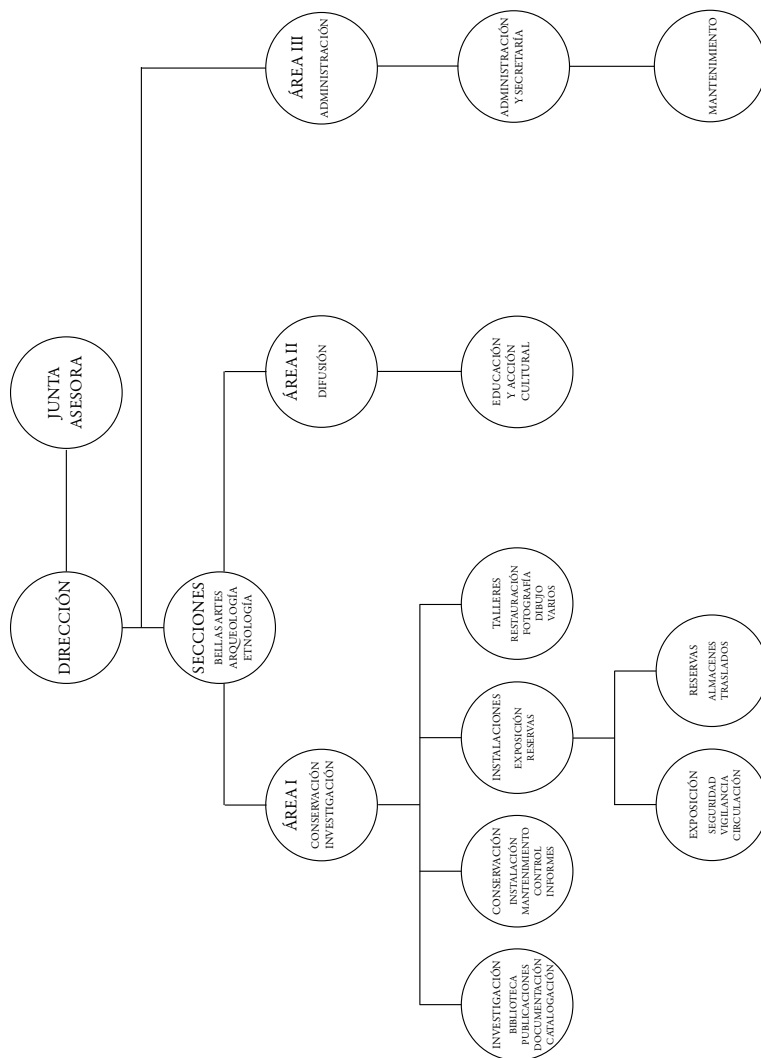 DIRECCIÓN
JUNTA
ASESORA
SECCIONES
BELLAS ARTES
ARQUEOLOGÍA
ETNOLOGÍA
ÁREA I
CONSERVACIÓN
INVESTIGACIÓN
ÁREA II
DIFUSIÓN
ÁREA III
ADMINISTRACIÓN
INVESTIGACIÓN
BIBLIOTECA
PUBLICACIONES
DOCUMENTACIÓN
CATALOGACIÓN
CONSERVACIÓN
INSTALACIÓN
MANTENIMIENTO
CONTROL
INFORMES
INSTALACIONES
EXPOSICIÓN
RESERVAS
TALLERES
RESTAURACIÓN
FOTOGRAFÍA
DIBUJO
VARIOS
EDUCACIÓN
Y ACCIÓN
CULTURAL
ADMINISTRACIÓN
Y SECRETARÍA
EXPOSICIÓN
SEGURIDAD
VIGILANCIA
CIRCULACIÓN
RESERVAS
ALMACENES
TRASLADOS
MANTENIMIENTO